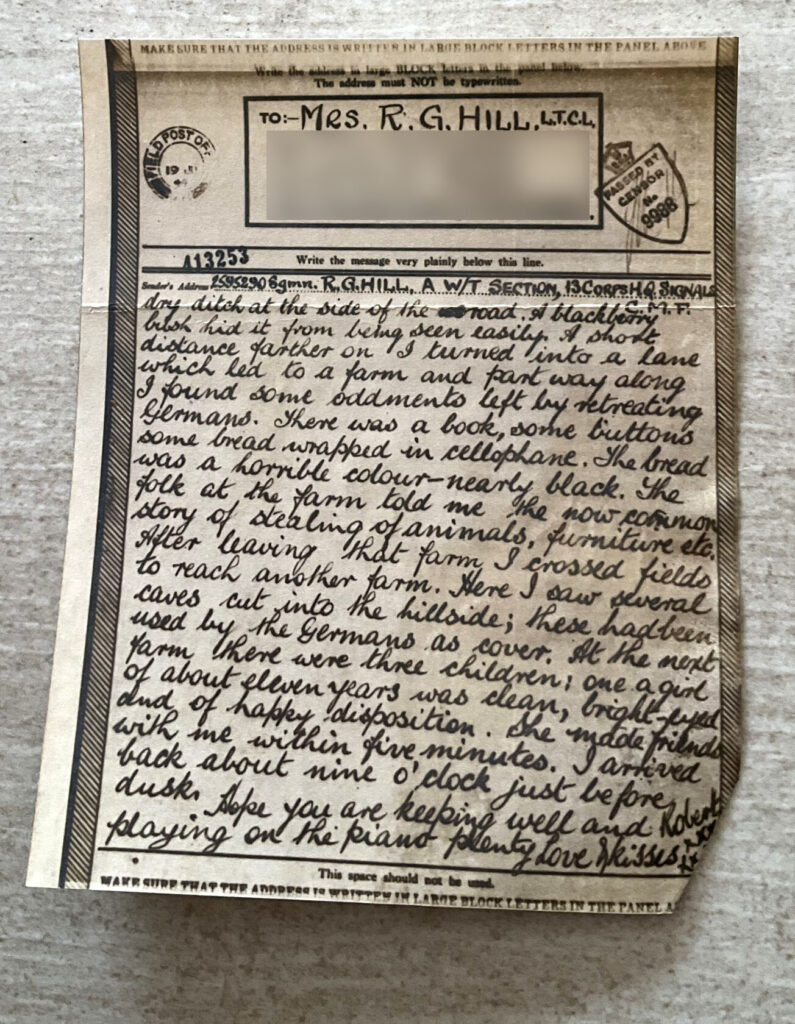 MAKE SURE THAT THE ADDRESS IS WRITTEN IN LARGE BLOCK LETTERS IN THE PANEL ABOVE
Write the address in large BLOCK letters in the panel below.
The address must NOT be typewritten.
TO:- MRS. R. G. HILL, L.T.C.L.,
FIELD POST OFF
19 JU
44
PASSED BY
CENSOR
No
9988
A13253
Write the message very plainly below this line.
Sender's Address 2595290 Sgmn. R.G. HILL, A W/T SECTION, 13 CORPS H.Q. SIGNALS
C.M.F.
dry ditch at the side of the road. A blackberry
bush hid it from being seen easily. A short
distance farther on I turned into a lane
which led to a farm and part way along
I found some oddments left by retreating
Germans. There was a book, some buttons
some bread wrapped in cellophane. The bread
was a horrible colour - nearly black. The
folk at the farm told me the now common
story of stealing of animals, furniture etc.
After leaving that farm I crossed fields
to reach another farm. Here I saw several
caves cut into the hillside; these had been
used by the Germans as cover. At the next
farm there were three children; one a girl
of about eleven years was clean, bright-eyed
and of happy disposition. She made friends
with me within five minutes. I arrived
back about nine o'clock just before
dusk. Hope you are keeping well and
playing on the piano plenty Love & kisses
Robert
xxx
This space should not be used.
MAKE SURE THAT THE ADDRESS IS WRITTEN IN LARGE BLOCK LETTERS IN THE PANEL A